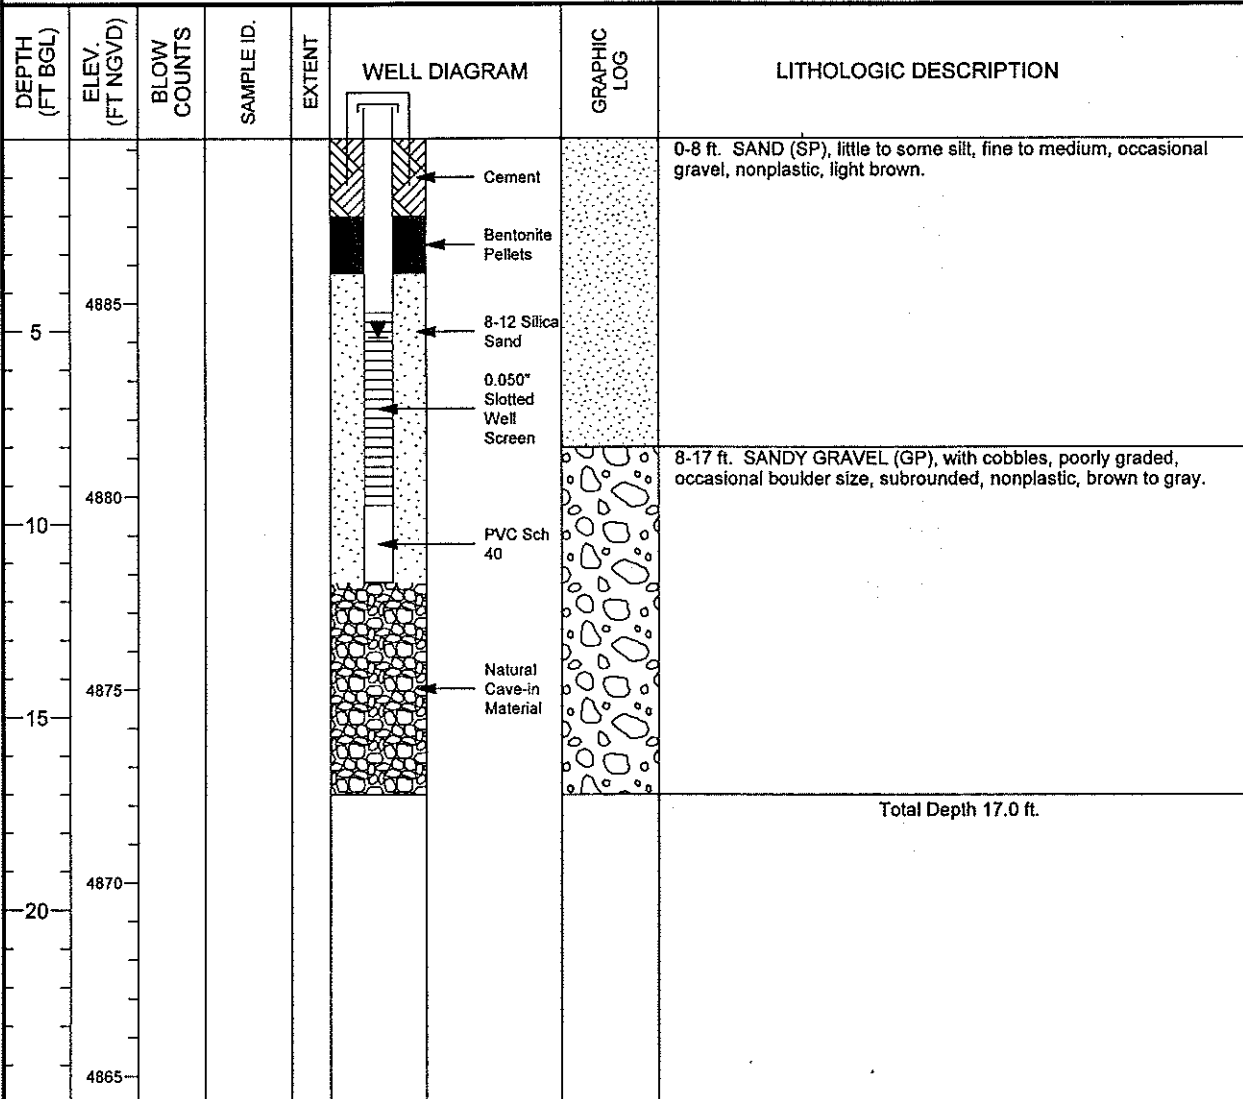 DEPTH
(FT BGL)
ELEV.
(FT NGVD)
BLOW
COUNTS
SAMPLE ID.
EXTENT
WELL DIAGRAM
GRAPHIC
LOG
LITHOLOGIC DESCRIPTION
0-8 ft. SAND (SP), little to some silt, fine to medium, occasional
gravel, nonplastic, light brown.
Cement
Bentonite
Pellets
4885
5
8-12 Silica
Sand
0.050"
Slotted
Well
Screen
8-17 ft. SANDY GRAVEL (GP), with cobbles, poorly graded,
occasional boulder size, subrounded, nonplastic, brown to gray.
4880
10
PVC Sch
40
Natural
Cave-in
Material
4875
15
Total Depth 17.0 ft.
4870
20
4865